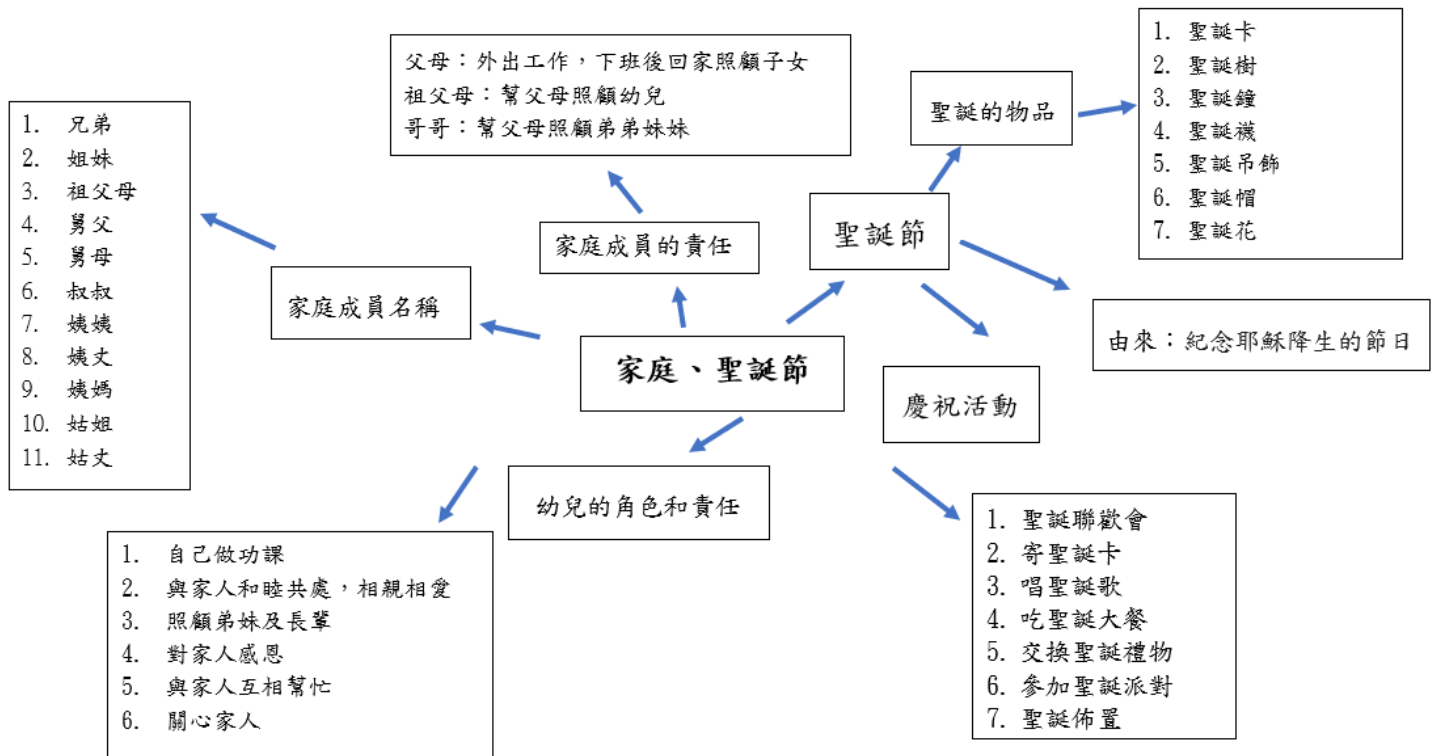 父母：外出工作，下班後回家照顧子女
祖父母：幫父母照顧幼兒
哥哥：幫父母照顧弟弟妹妹
聖誕的物品
1. 聖誕卡
2. 聖誕樹
3. 聖誕鐘
4. 聖誕襪
5. 聖誕吊飾
6. 聖誕帽
7. 聖誕花
1. 兄弟
2. 姐妹
3. 祖父母
4. 舅父
5. 舅母
6. 叔叔
7. 姨姨
8. 姨丈
9. 姨媽
10. 姑姐
11. 姑丈
家庭成員的責任
聖誕節
家庭成員名稱
家庭、聖誕節
由來：紀念耶穌降生的節日
慶祝活動
幼兒的角色和責任
1. 自己做功課
2. 與家人和睦共處，相親相愛
3. 照顧弟妹及長輩
4. 對家人感恩
5. 與家人互相幫忙
6. 關心家人
1. 聖誕聯歡會
2. 寄聖誕卡
3. 唱聖誕歌
4. 吃聖誕大餐
5. 交換聖誕禮物
6. 參加聖誕派對
7. 聖誕佈置